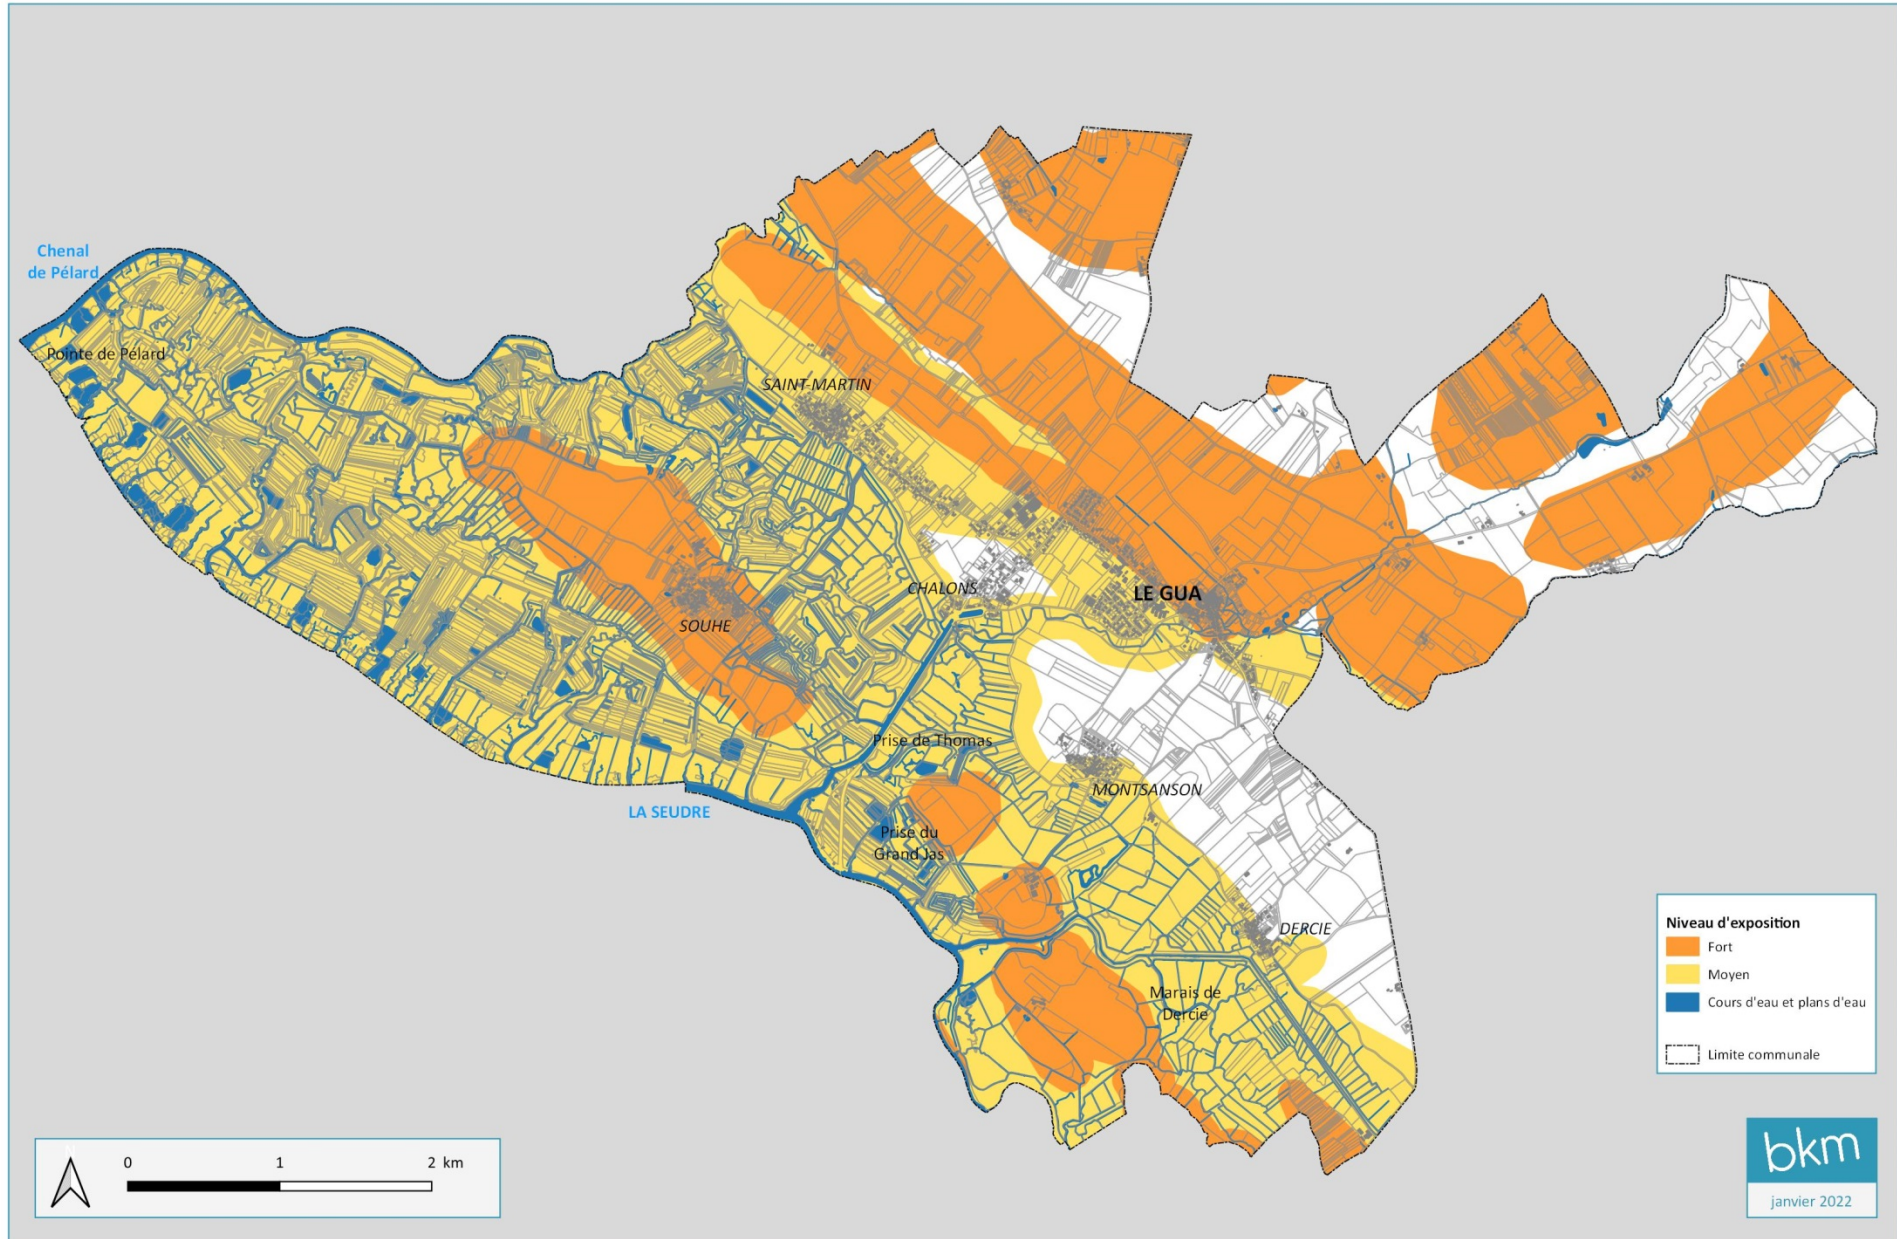 Chenal
de Pélard
Pointe de Pélard
SAINT-MARTIN
CHALONS
LE GUA
SOUHE
Prise de Thomas
MONTSANSON
LA SEUDRE
Prise du
Grand Jas
DERCIE
Marais de
Dercie
Niveau d'exposition
Fort
Moyen
Cours d'eau et plans d'eau
Limite communale
0 1 2 km
bkm
janvier 2022